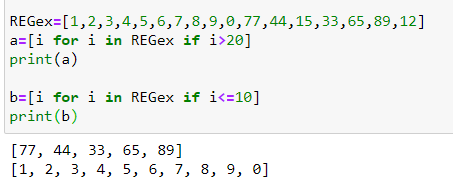 REGex=[1,2,3,4,5,6,7,8,9,0,77,44,15,33,65,89,12]
a=[i for i in REGex if i>20]
print(a)
b=[i for i in REGex if i<=10]
print(b)
[77, 44, 33, 65, 89]
[1, 2, 3, 4, 5, 6, 7, 8, 9, 0]